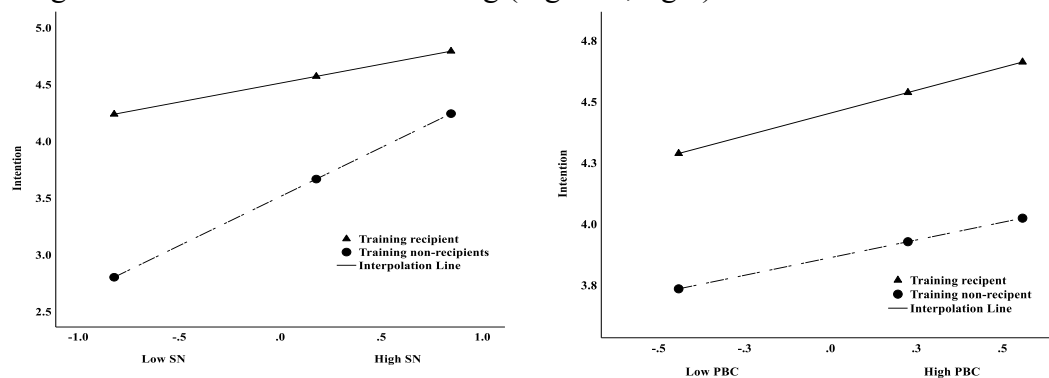 5.0
4.5
4.0
3.5
3.0
2.5
Intention
Training recipient
Training non-recipients
Interpolation Line
-1.0
-.5
.0
.5
1.0
Low SN
High SN
4.8
4.5
4.3
4.0
3.8
Intention
Training recipent
Training non-recipent
Interpolation Line
-.5
-.3
.0
.3
.5
Low PBC
High PBC